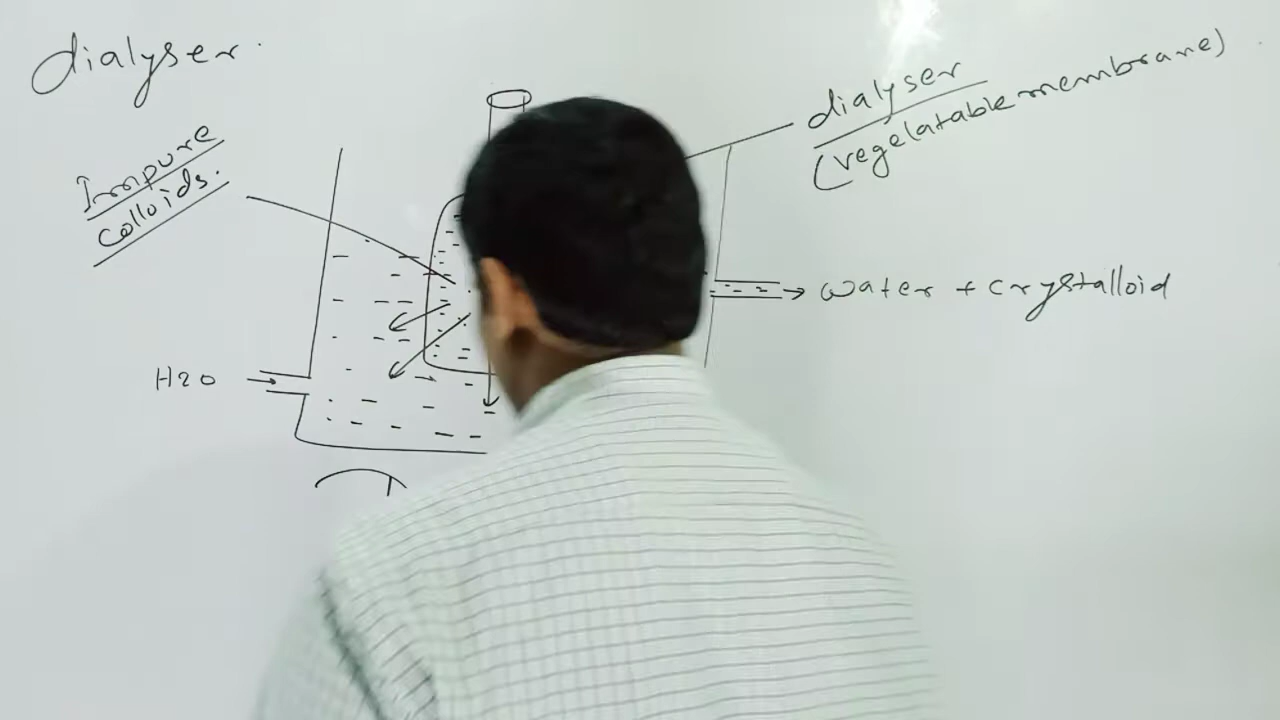 dialyser
Impure
colloids.
dialyser
(vegelatable membrane)
water + crystalloid
H2O